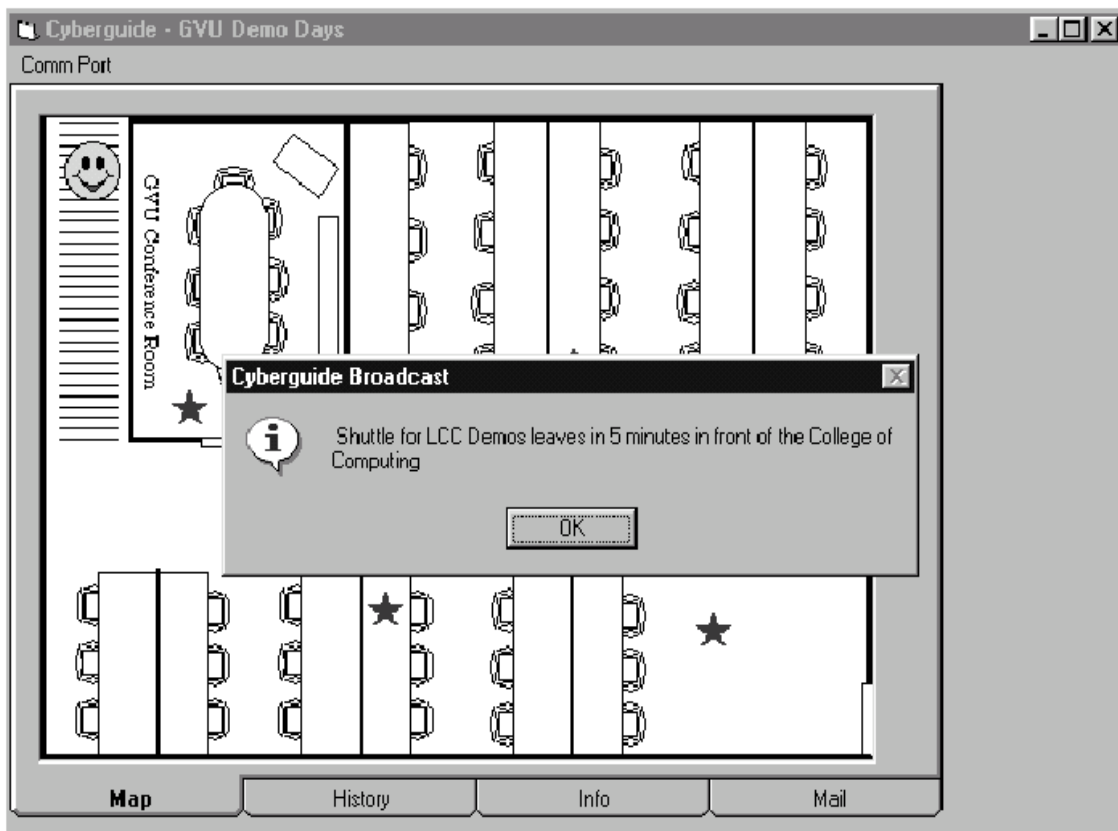 Cyberguide - GVU Demo Days
Comm Port
GVU Conference Room
Cyberguide Broadcast
Shuttle for LCC Demos leaves in 5 minutes in front of the College of
Computing
OK
Map
History
Info
Mail